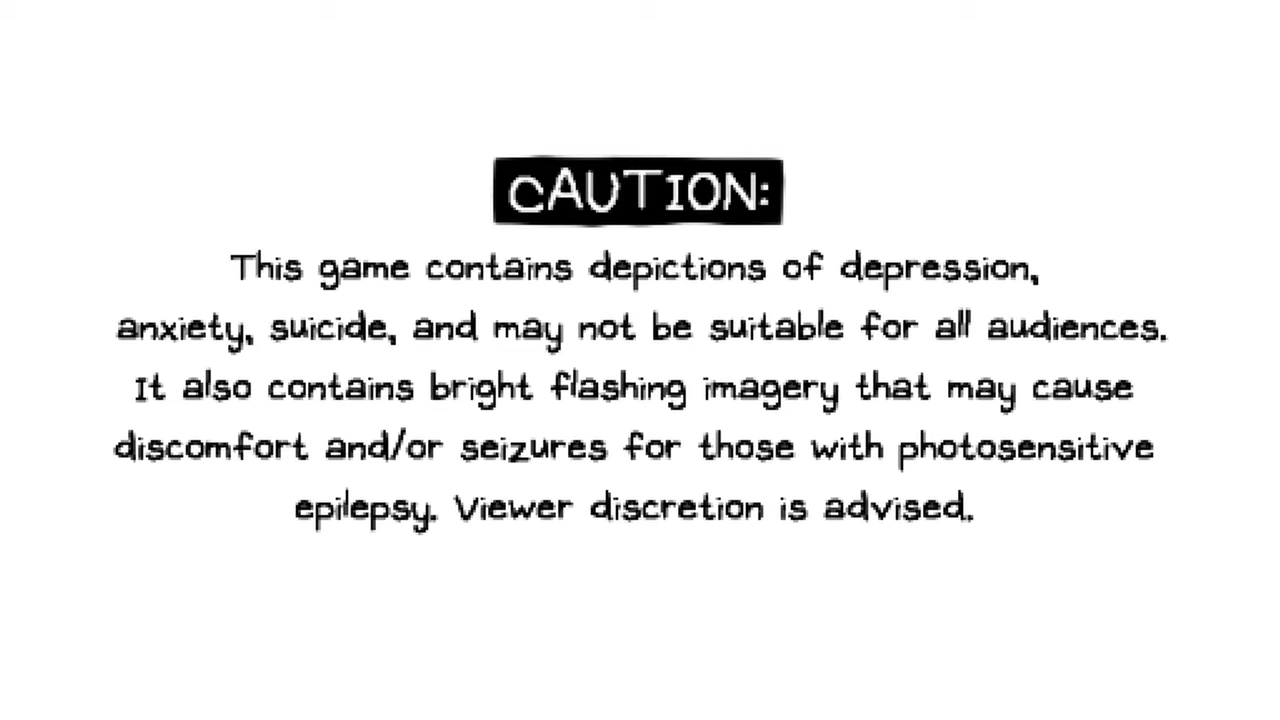 CAUTION:
This game contains depictions of depression,
anxiety, suicide, and may not be suitable for all audiences.
It also contains bright flashing imagery that may cause
discomfort and/or seizures for those with photosensitive
epilepsy. Viewer discretion is advised.